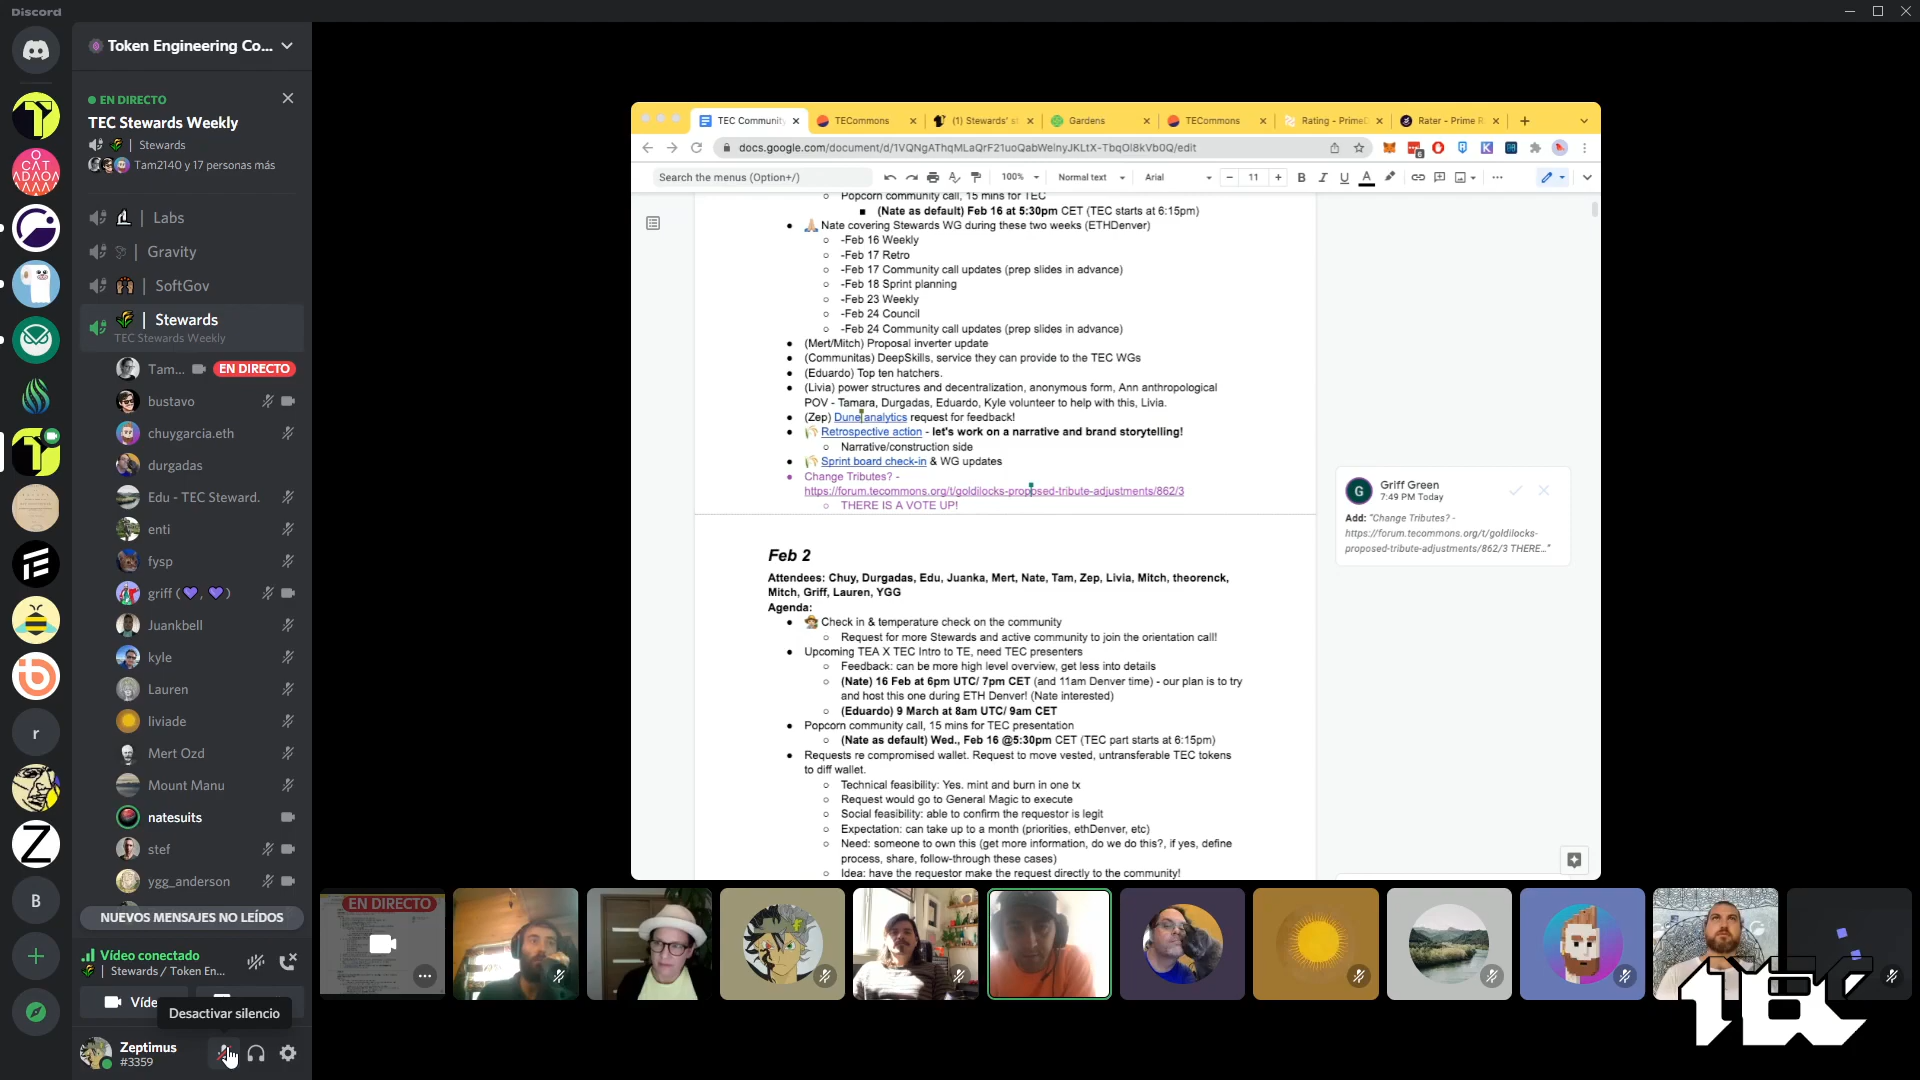 Discord
Token Engineering Co...
EN DIRECTO
TEC Stewards Weekly
| Stewards
Tam2140 y 17 personas más
| Labs
| Gravity
| SoftGov
| Stewards
TEC Stewards Weekly
Tam... EN DIRECTO
bustavo
chuygarcia.eth
durgadas
Edu - TEC Steward.
enti
fysp
griff (💜, 💜)
Juankbell
kyle
Lauren
liviade
Mert Ozd
Mount Manu
natesuits
stef
ygg_anderson
NUEVOS MENSAJES NO LEÍDOS
Vídeo conectado
| Stewards / Token En...
Víde
Desactivar silencio
Zeptimus
#3359
r
B
TEC Community
TECommons
(1) Stewards' s
Gardens
TECommons
Rating - Prime
Rater - Prime R
docs.google.com/document/d/1VQNgAThqMLaQrF21uoQabWeinyJKLtX-TbqOl8kVb0Q/edit
Search the menus (Option+/)
100%
Normal text
Arial
11
Popcorn community call, 15 mins for TEC
(Nate as default) Feb 16 at 5:30pm CET (TEC starts at 6:15pm)
🙏🏼 Nate covering Stewards WG during these two weeks (ETHDenver)
-Feb 16 Weekly
-Feb 17 Retro
-Feb 17 Community call updates (prep slides in advance)
-Feb 18 Sprint planning
-Feb 23 Weekly
-Feb 24 Council
-Feb 24 Community call updates (prep slides in advance)
(Mert/Mitch) Proposal inverter update
(Communitas) DeepSkills, service they can provide to the TEC WGs
(Eduardo) Top ten hatchers.
(Livia) power structures and decentralization, anonymous form, Ann anthropological
POV - Tamara, Durgadas, Eduardo, Kyle volunteer to help with this, Livia.
(Zep) Dune analytics request for feedback!
Retrospective action - let's work on a narrative and brand storytelling!
Narrative/construction side
Sprint board check-in & WG updates
Change Tributes? -
https://forum.tecommons.org/t/goldilocks-proposed-tribute-adjustments/862/3
THERE IS A VOTE UP!
Feb 2
Attendees: Chuy, Durgadas, Edu, Juanka, Mert, Nate, Tam, Zep, Livia, Mitch, theorenck,
Mitch, Griff, Lauren, YGG
Agenda:
Check in & temperature check on the community
Request for more Stewards and active community to join the orientation call!
Upcoming TEA X TEC Intro to TE, need TEC presenters
Feedback: can be more high level overview, get less into details
(Nate) 16 Feb at 6pm UTC/ 7pm CET (and 11am Denver time) - our plan is to try
and host this one during ETH Denver! (Nate interested)
(Eduardo) 9 March at 8am UTC/ 9am CET
Popcorn community call, 15 mins for TEC presentation
(Nate as default) Wed., Feb 16 @5:30pm CET (TEC part starts at 6:15pm)
Requests re compromised wallet. Request to move vested, untransferable TEC tokens
to diff wallet.
Technical feasibility: Yes. mint and burn in one tx
Request would go to General Magic to execute
Social feasibility: able to confirm the requestor is legit
Expectation: can take up to a month (priorities, ethDenver, etc)
Need: someone to own this (get more information, do we do this?, if yes, define
process, share, follow-through these cases)
Idea: have the requestor make the request directly to the community!
G
Griff Green
7:49 PM Today
Add: "Change Tributes? -
https://forum.tecommons.org/t/goldilocks-
proposed-tribute-adjustments/862/3 THERE..."
EN DIRECTO
TEC